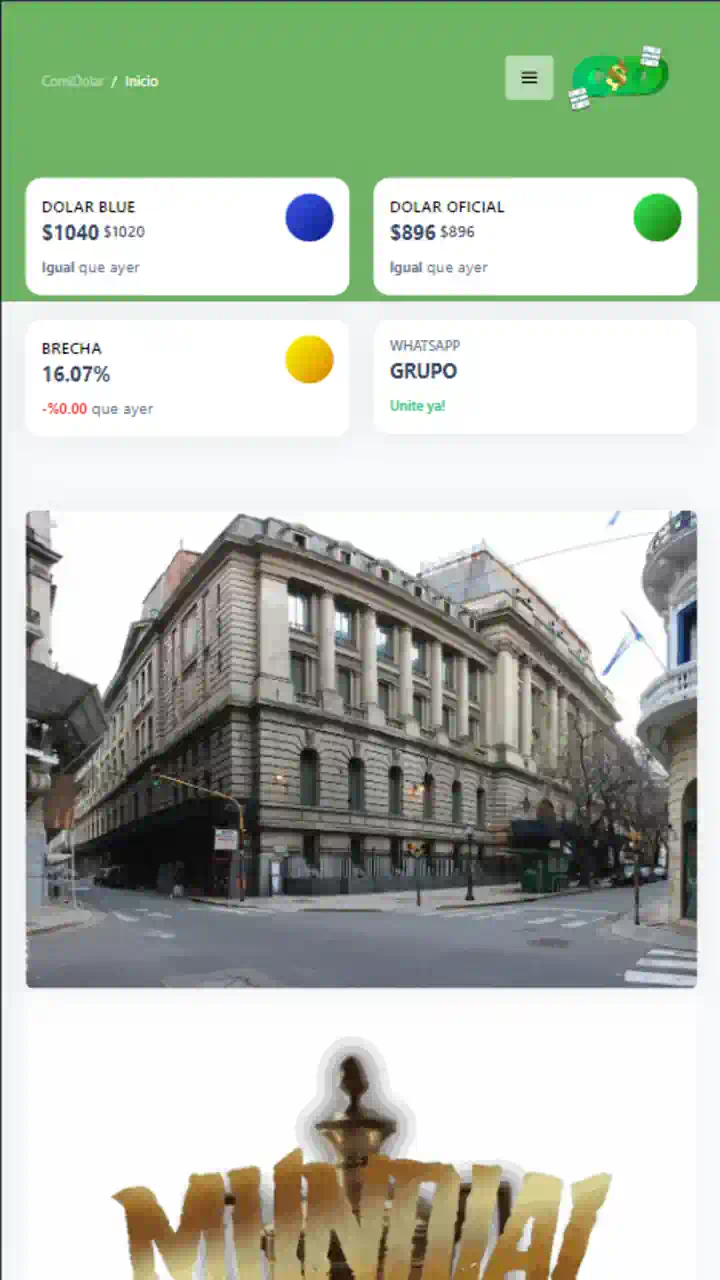 ComiDolar / Inicio
DOLAR BLUE
$1040 $1020
Igual que ayer
DOLAR OFICIAL
$896 $896
Igual que ayer
BRECHA
16.07%
-%0.00 que ayer
WHATSAPP
GRUPO
Unite ya!
MUNDIAL